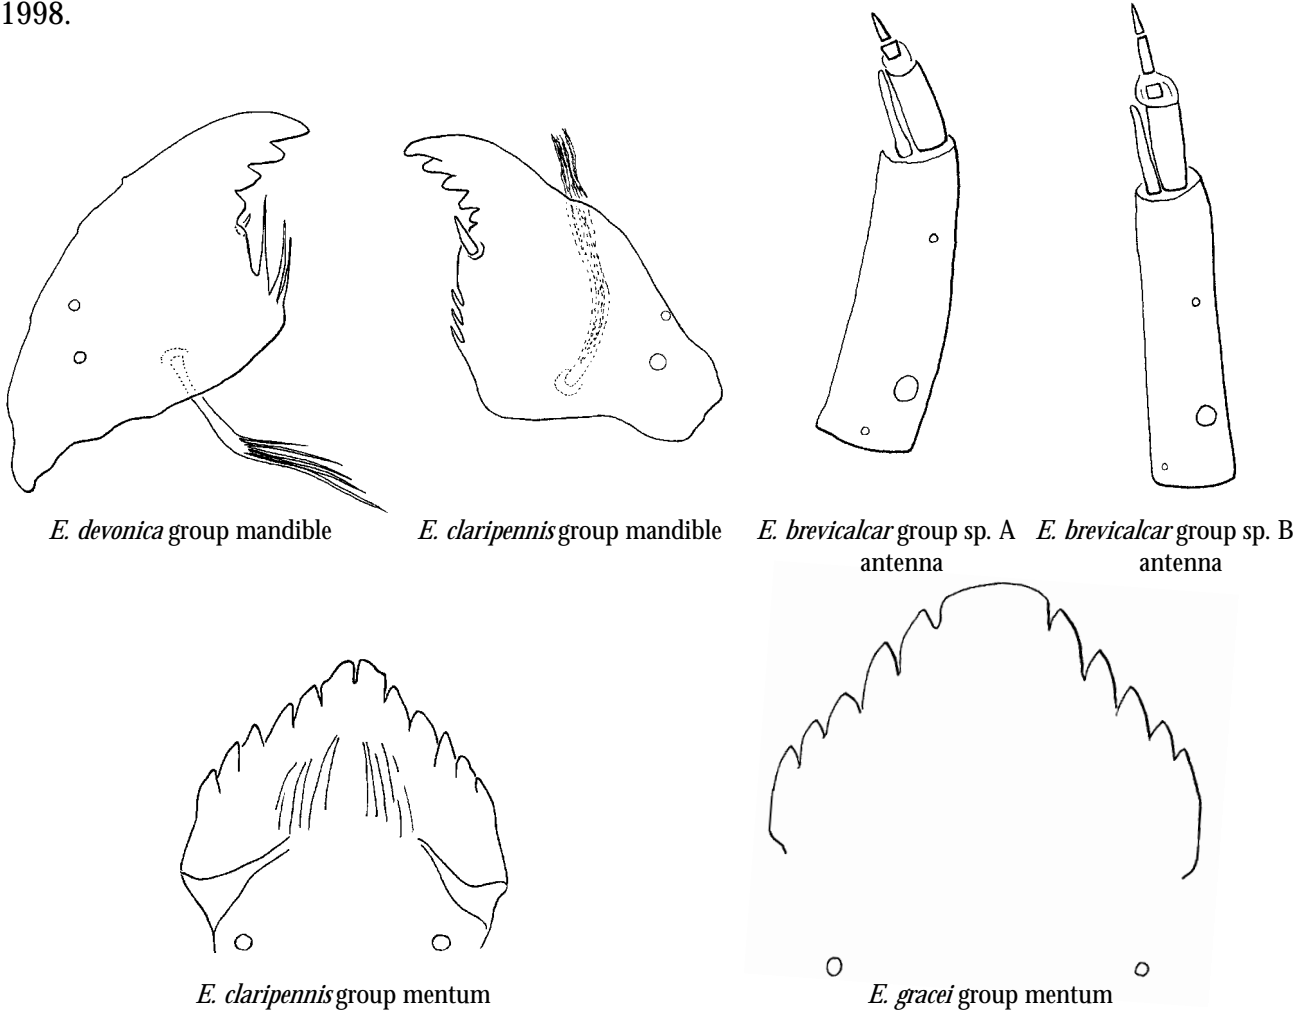 1998.
E. devonica group mandible
E. claripennis group mandible
E. brevicalcar group sp. A
antenna
E. brevicalcar group sp. B
antenna
E. claripennis group mentum
E. gracei group mentum